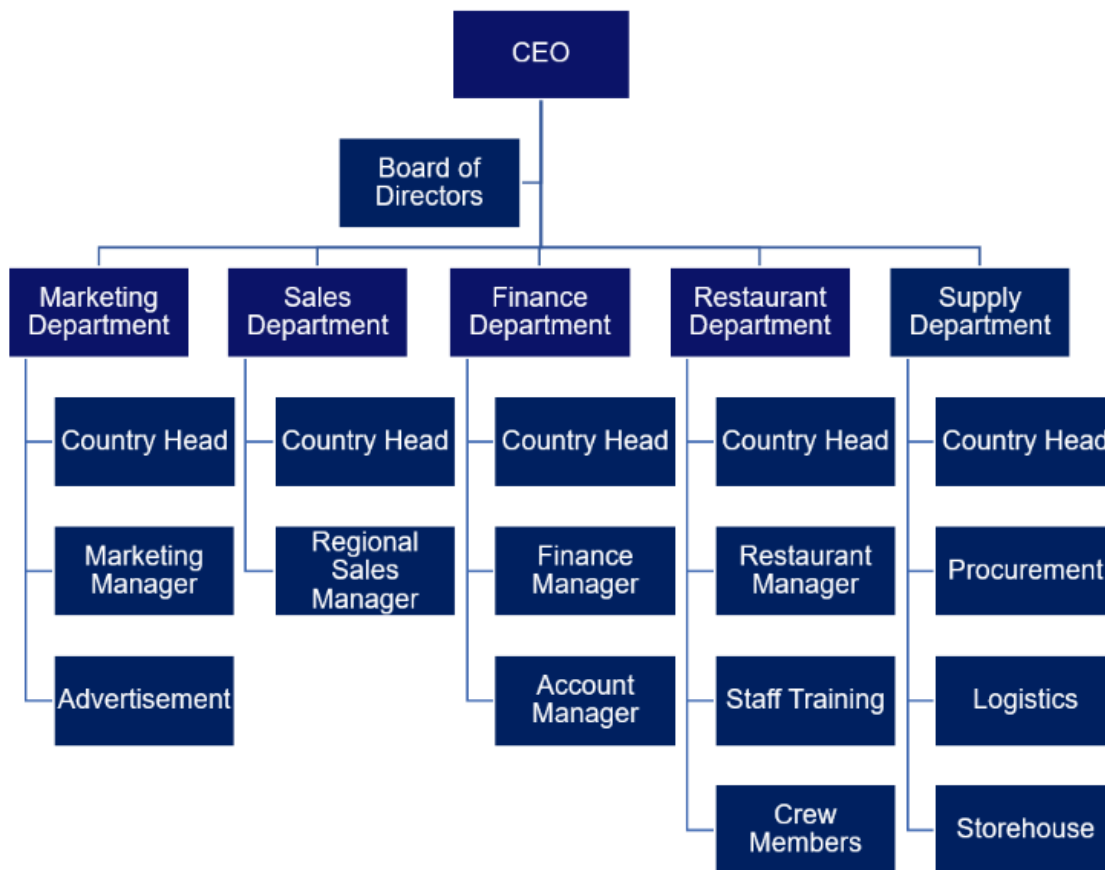 CEO
Board of
Directors
Marketing
Department
Sales
Department
Finance
Department
Restaurant
Department
Supply
Department
Country Head
Country Head
Country Head
Country Head
Country Head
Marketing
Manager
Regional
Sales
Manager
Finance
Manager
Restaurant
Manager
Procurement
Advertisement
Account
Manager
Staff Training
Logistics
Crew
Members
Storehouse